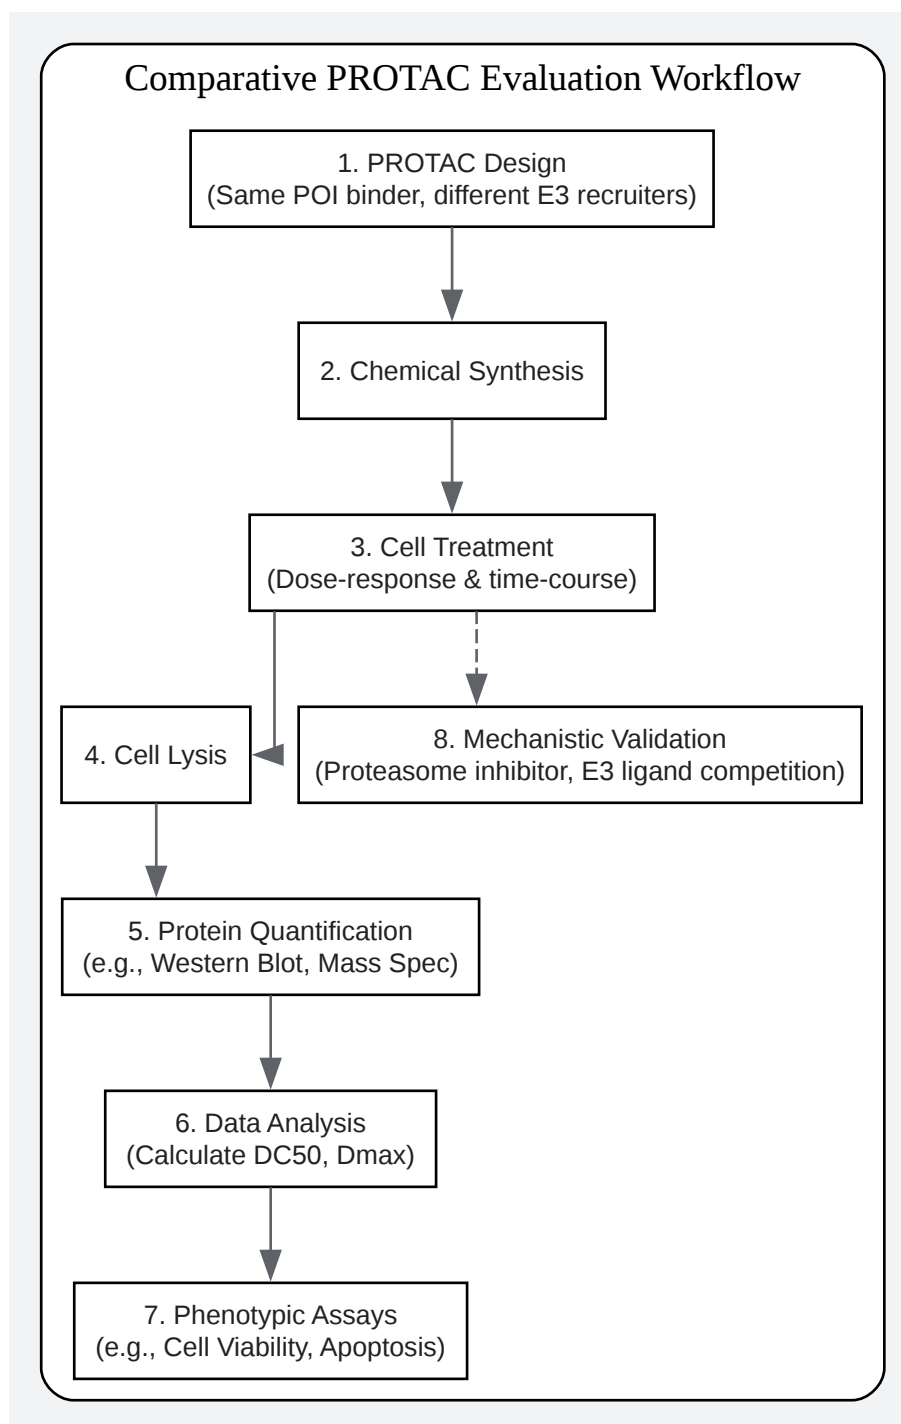 Comparative PROTAC Evaluation Workflow
1. PROTAC Design
(Same POI binder, different E3 recruiters)
2. Chemical Synthesis
3. Cell Treatment
(Dose-response & time-course)
4. Cell Lysis
8. Mechanistic Validation
(Proteasome inhibitor, E3 ligand competition)
5. Protein Quantification
(e.g., Western Blot, Mass Spec)
6. Data Analysis
(Calculate DC50, Dmax)
7. Phenotypic Assays
(e.g., Cell Viability, Apoptosis)